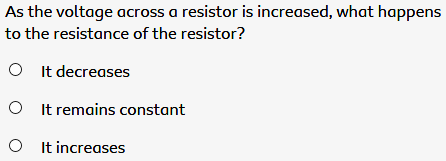 As the voltage across a resistor is increased, what happens
to the resistance of the resistor?
It decreases
It remains constant
It increases